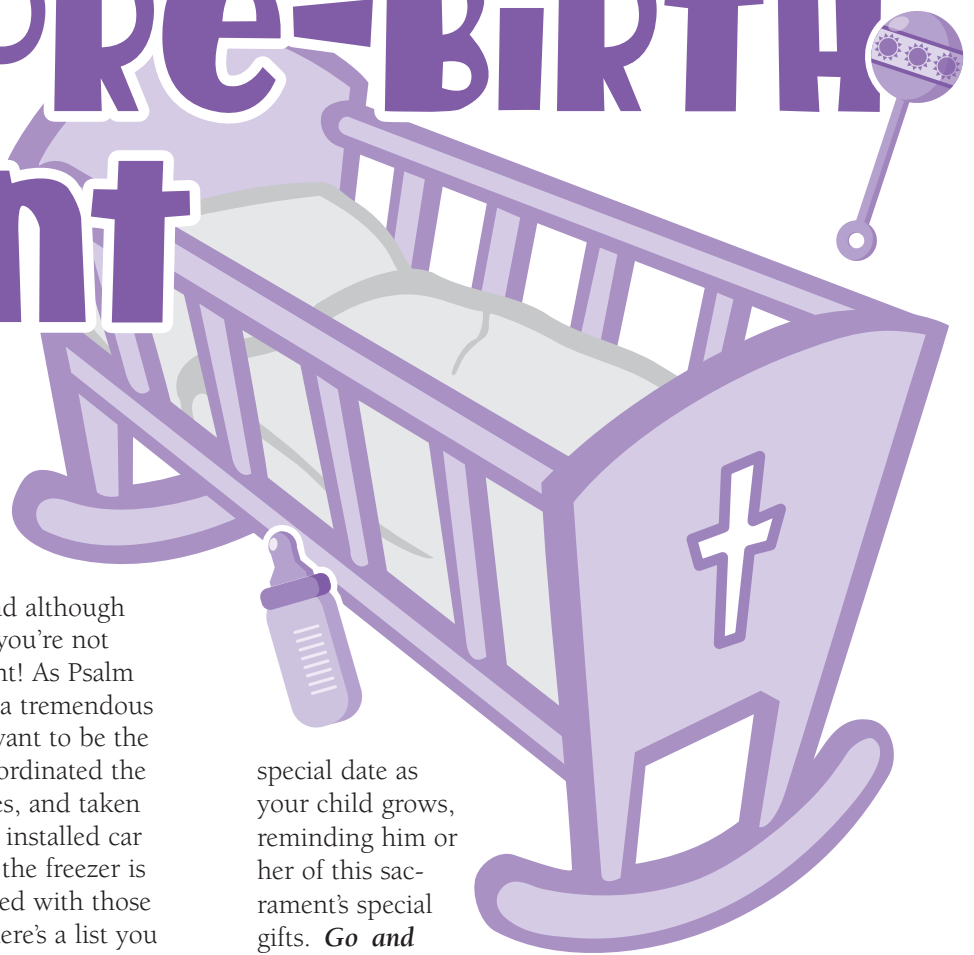 PRe-BiRTH
nt
d although
you're not
nt! As Psalm
a tremendous
want to be the
ordinated the
es, and taken
installed car
the freezer is
ed with those
ere's a list you
special date as
your child grows,
reminding him or
her of this sac-
rament's special
gifts. Go and